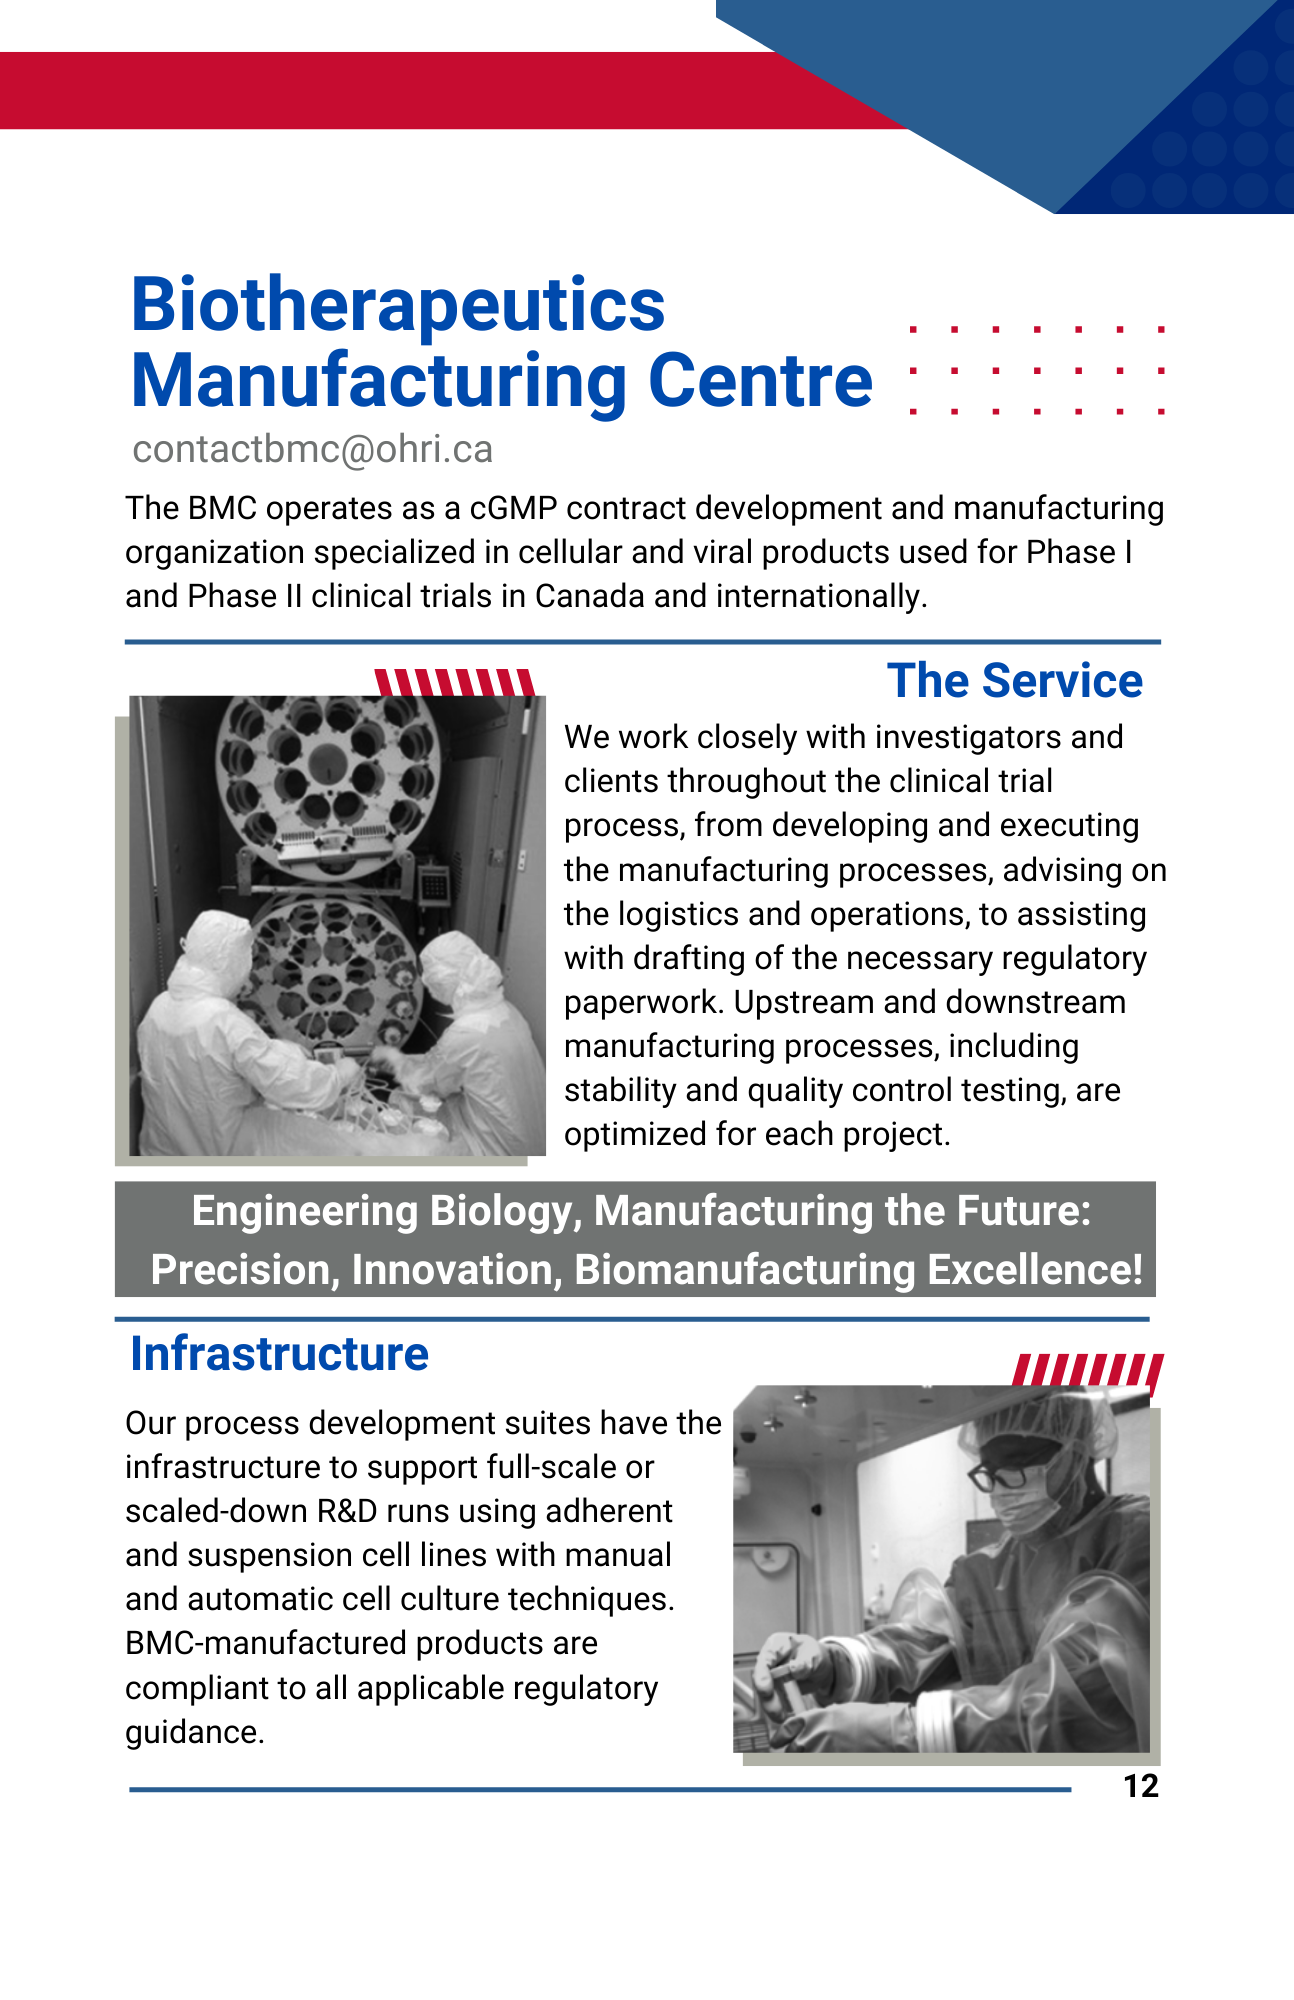 Biotherapeutics
Manufacturing Centre
contactbmc@ohri.ca
The BMC operates as a cGMP contract development and manufacturing
organization specialized in cellular and viral products used for Phase I
and Phase II clinical trials in Canada and internationally.
The Service
We work closely with investigators and
clients throughout the clinical trial
process, from developing and executing
the manufacturing processes, advising on
the logistics and operations, to assisting
with drafting of the necessary regulatory
paperwork. Upstream and downstream
manufacturing processes, including
stability and quality control testing, are
optimized for each project.
Engineering Biology, Manufacturing the Future:
Precision, Innovation, Biomanufacturing Excellence!
Infrastructure
Our process development suites have the
infrastructure to support full-scale or
scaled-down R&D runs using adherent
and suspension cell lines with manual
and automatic cell culture techniques.
BMC-manufactured products are
compliant to all applicable regulatory
guidance.
12